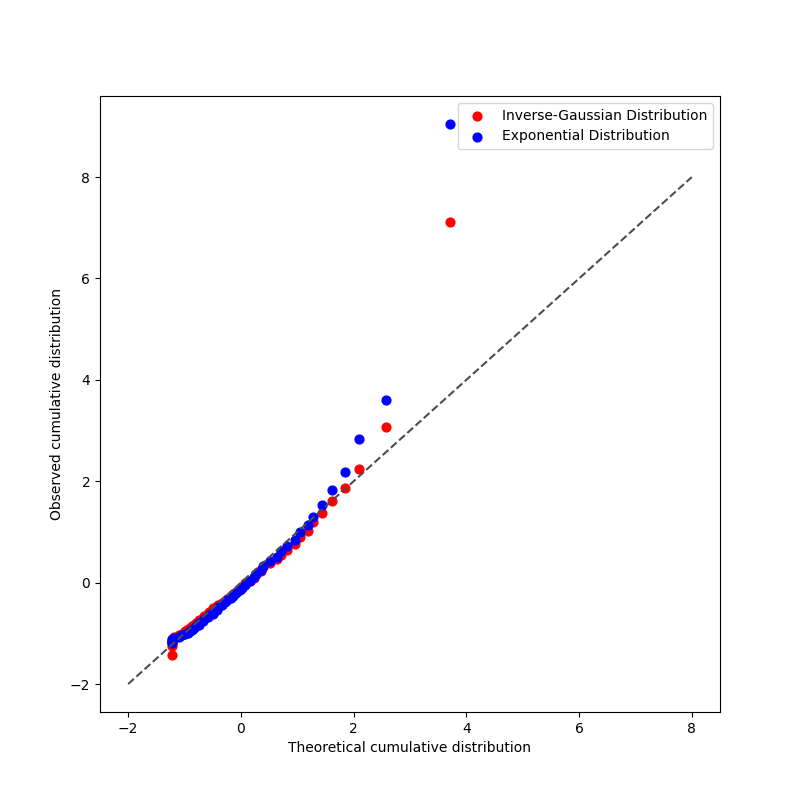 Inverse-Gaussian Distribution
Exponential Distribution
8
6
4
2
0
−2
Observed cumulative distribution
−2 0 2 4 6 8
Theoretical cumulative distribution